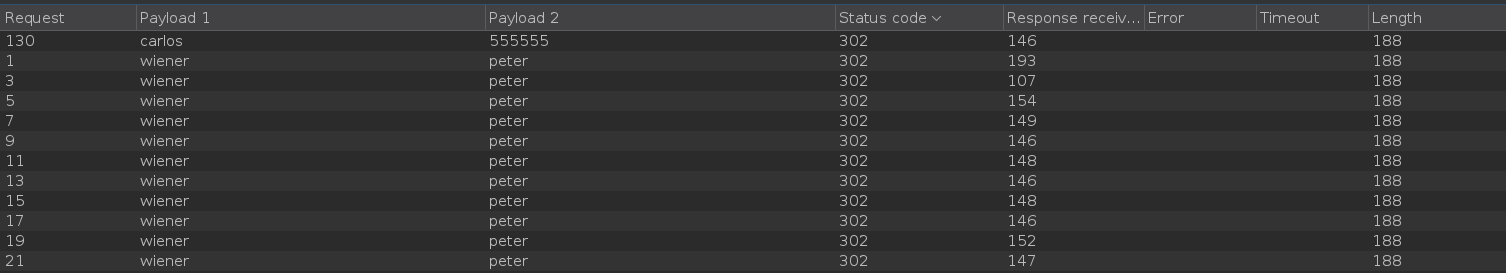 Request Payload 1 Payload 2 Status code Response receiv... Error Timeout Length
130 carlos 555555 302 146 188
1 wiener peter 302 193 188
3 wiener peter 302 107 188
5 wiener peter 302 154 188
7 wiener peter 302 149 188
9 wiener peter 302 146 188
11 wiener peter 302 148 188
13 wiener peter 302 146 188
15 wiener peter 302 148 188
17 wiener peter 302 146 188
19 wiener peter 302 152 188
21 wiener peter 302 147 188